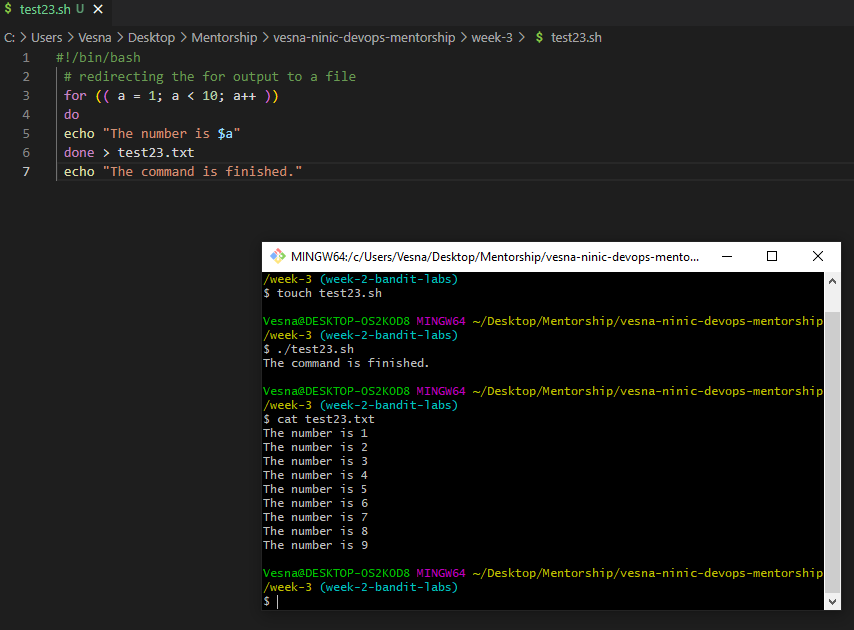 $ test23.sh U ×
C: > Users > Vesna > Desktop > Mentorship > vesna-ninic-devops-mentorship > week-3 > $ test23.sh
1 #!/bin/bash
2 # redirecting the for output to a file
3 for (( a = 1; a < 10; a++ ))
4 do
5 echo "The number is $a"
6 done > test23.txt
7 echo "The command is finished."
MINGW64:/c/Users/Vesna/Desktop/Mentorship/vesna-ninic-devops-mento...
/week-3 (week-2-bandit-labs)
$ touch test23.sh
Vesna@DESKTOP-OS2KOD8 MINGW64 ~/Desktop/Mentorship/vesna-ninic-devops-mentorship
/week-3 (week-2-bandit-labs)
$ ./test23.sh
The command is finished.
Vesna@DESKTOP-OS2KOD8 MINGW64 ~/Desktop/Mentorship/vesna-ninic-devops-mentorship
/week-3 (week-2-bandit-labs)
$ cat test23.txt
The number is 1
The number is 2
The number is 3
The number is 4
The number is 5
The number is 6
The number is 7
The number is 8
The number is 9
Vesna@DESKTOP-OS2KOD8 MINGW64 ~/Desktop/Mentorship/vesna-ninic-devops-mentorship
/week-3 (week-2-bandit-labs)
$